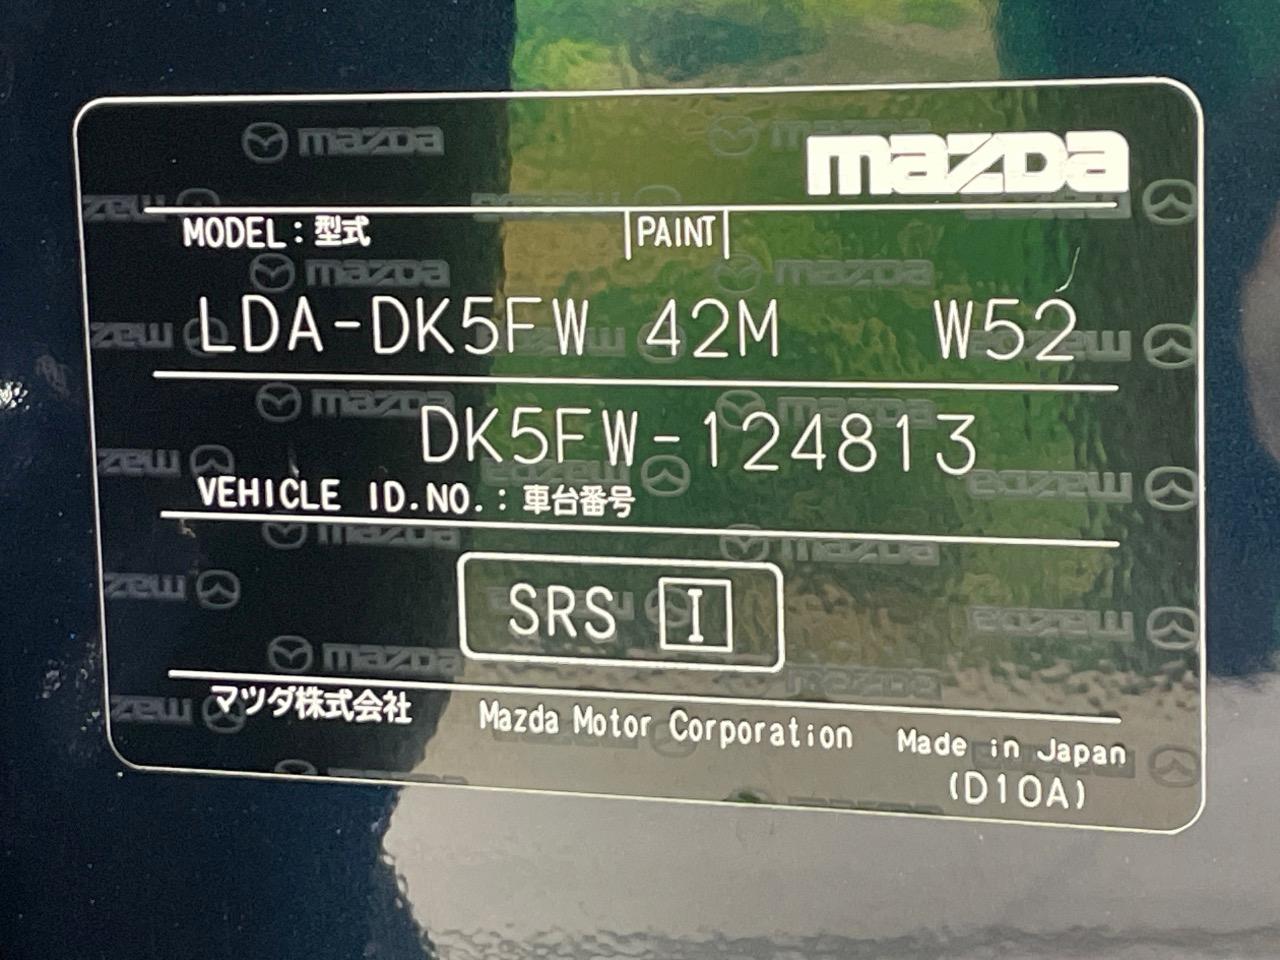 mazda
MODEL: 型式 PAINT
LDA-DK5FW 42M W52
DK5FW-124813
VEHICLE ID.NO.: 車台番号
SRS I
マツダ株式会社 Mazda Motor Corporation Made in Japan
(D10A)